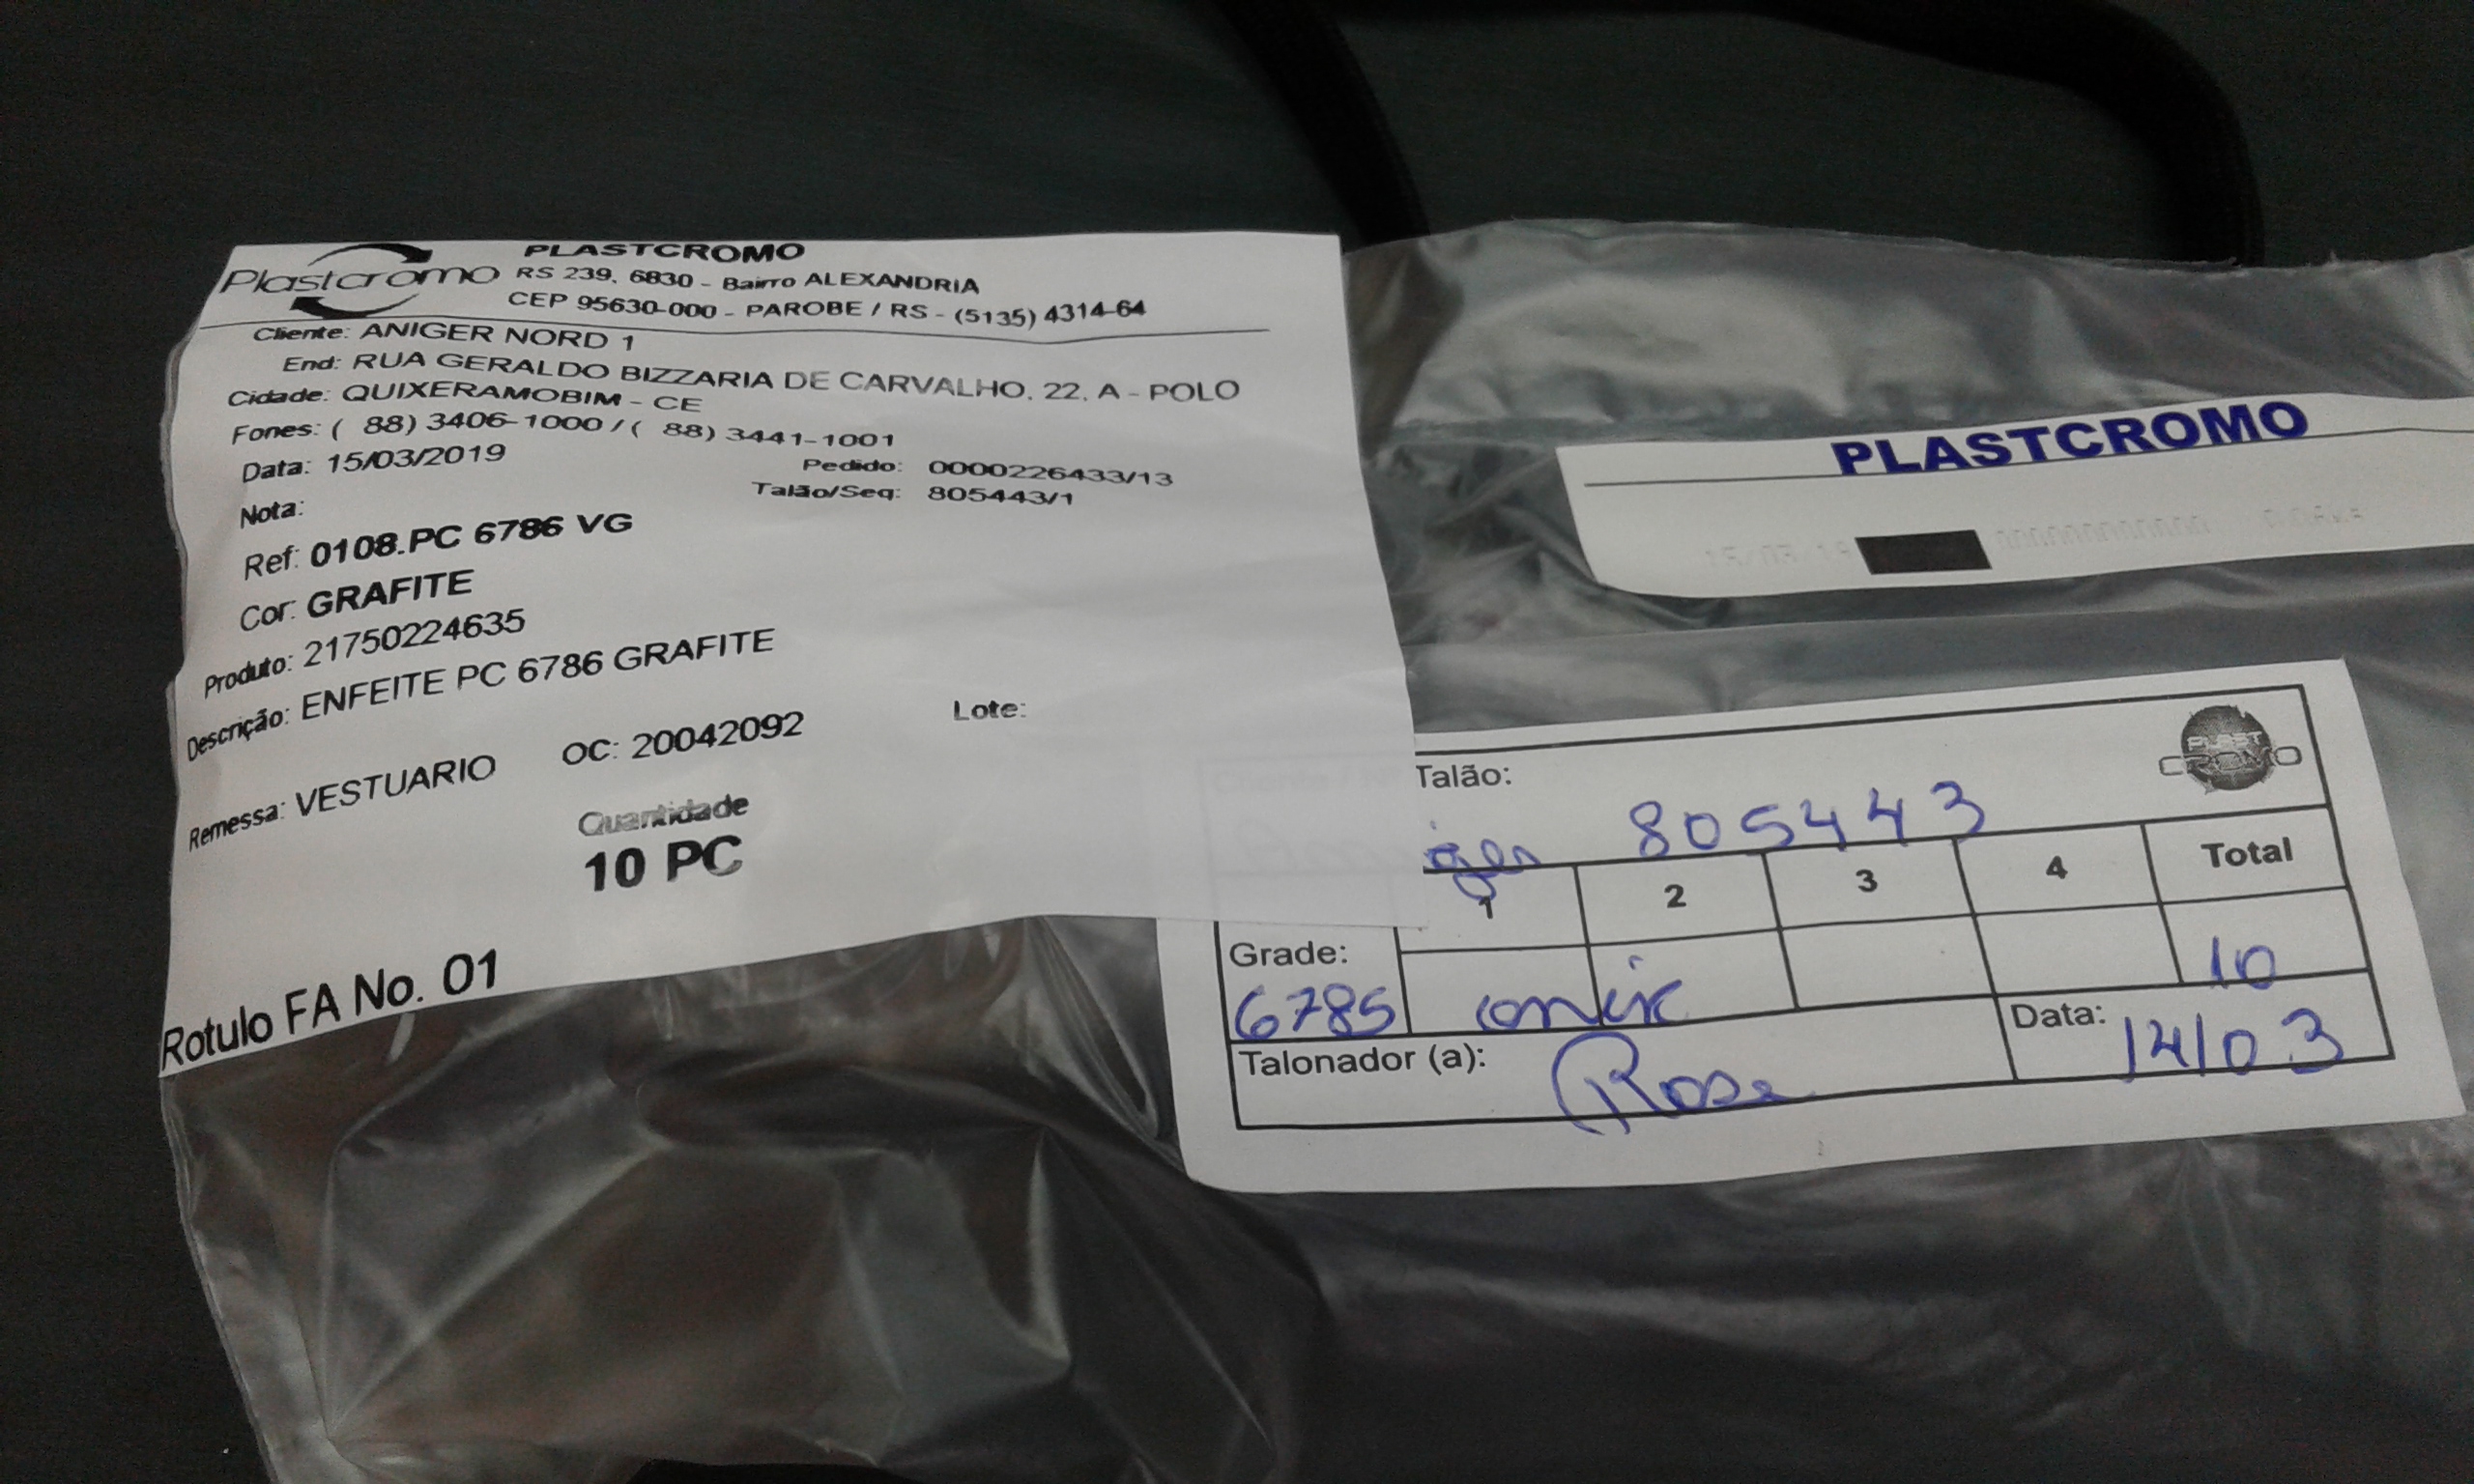 Plastcromo
PLASTCROMO
RS 239, 6830 - Bairro ALEXANDRIA
CEP 95630-000 - PAROBE / RS - (5135) 4314-64
Cliente: ANIGER NORD 1
End: RUA GERALDO BIZZARIA DE CARVALHO, 22, A - POLO
Cidade: QUIXERAMOBIM - CE
Fones: ( 88) 3406-1000 / ( 88) 3441-1001
Data: 15/03/2019
Pedido: 0000226433/13
Nota:
Talão/Seq: 805443/1
Ref: 0108.PC 6786 VG
Cor: GRAFITE
Produto: 21750224635
Descrição: ENFEITE PC 6786 GRAFITE
Remessa: VESTUARIO OC: 20042092 Lote:
Quantidade
10 PC
Rotulo FA No. 01
PLASTCROMO
Talão:
PLAST
CROMO
805443
1 2 3 4 Total
Grade:
6785 onix 10
Talonador (a): Rose Data: 14/03